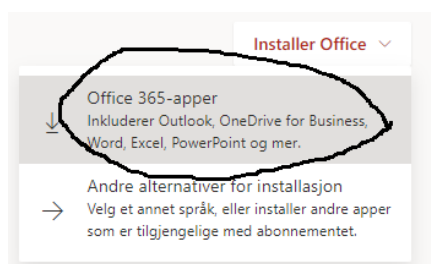 Installer Office
Office 365-apper
Inkluderer Outlook, OneDrive for Business,
Word, Excel, PowerPoint og mer.
Andre alternativer for installasjon
Velg et annet språk, eller installer andre apper
som er tilgjengelige med abonnementet.